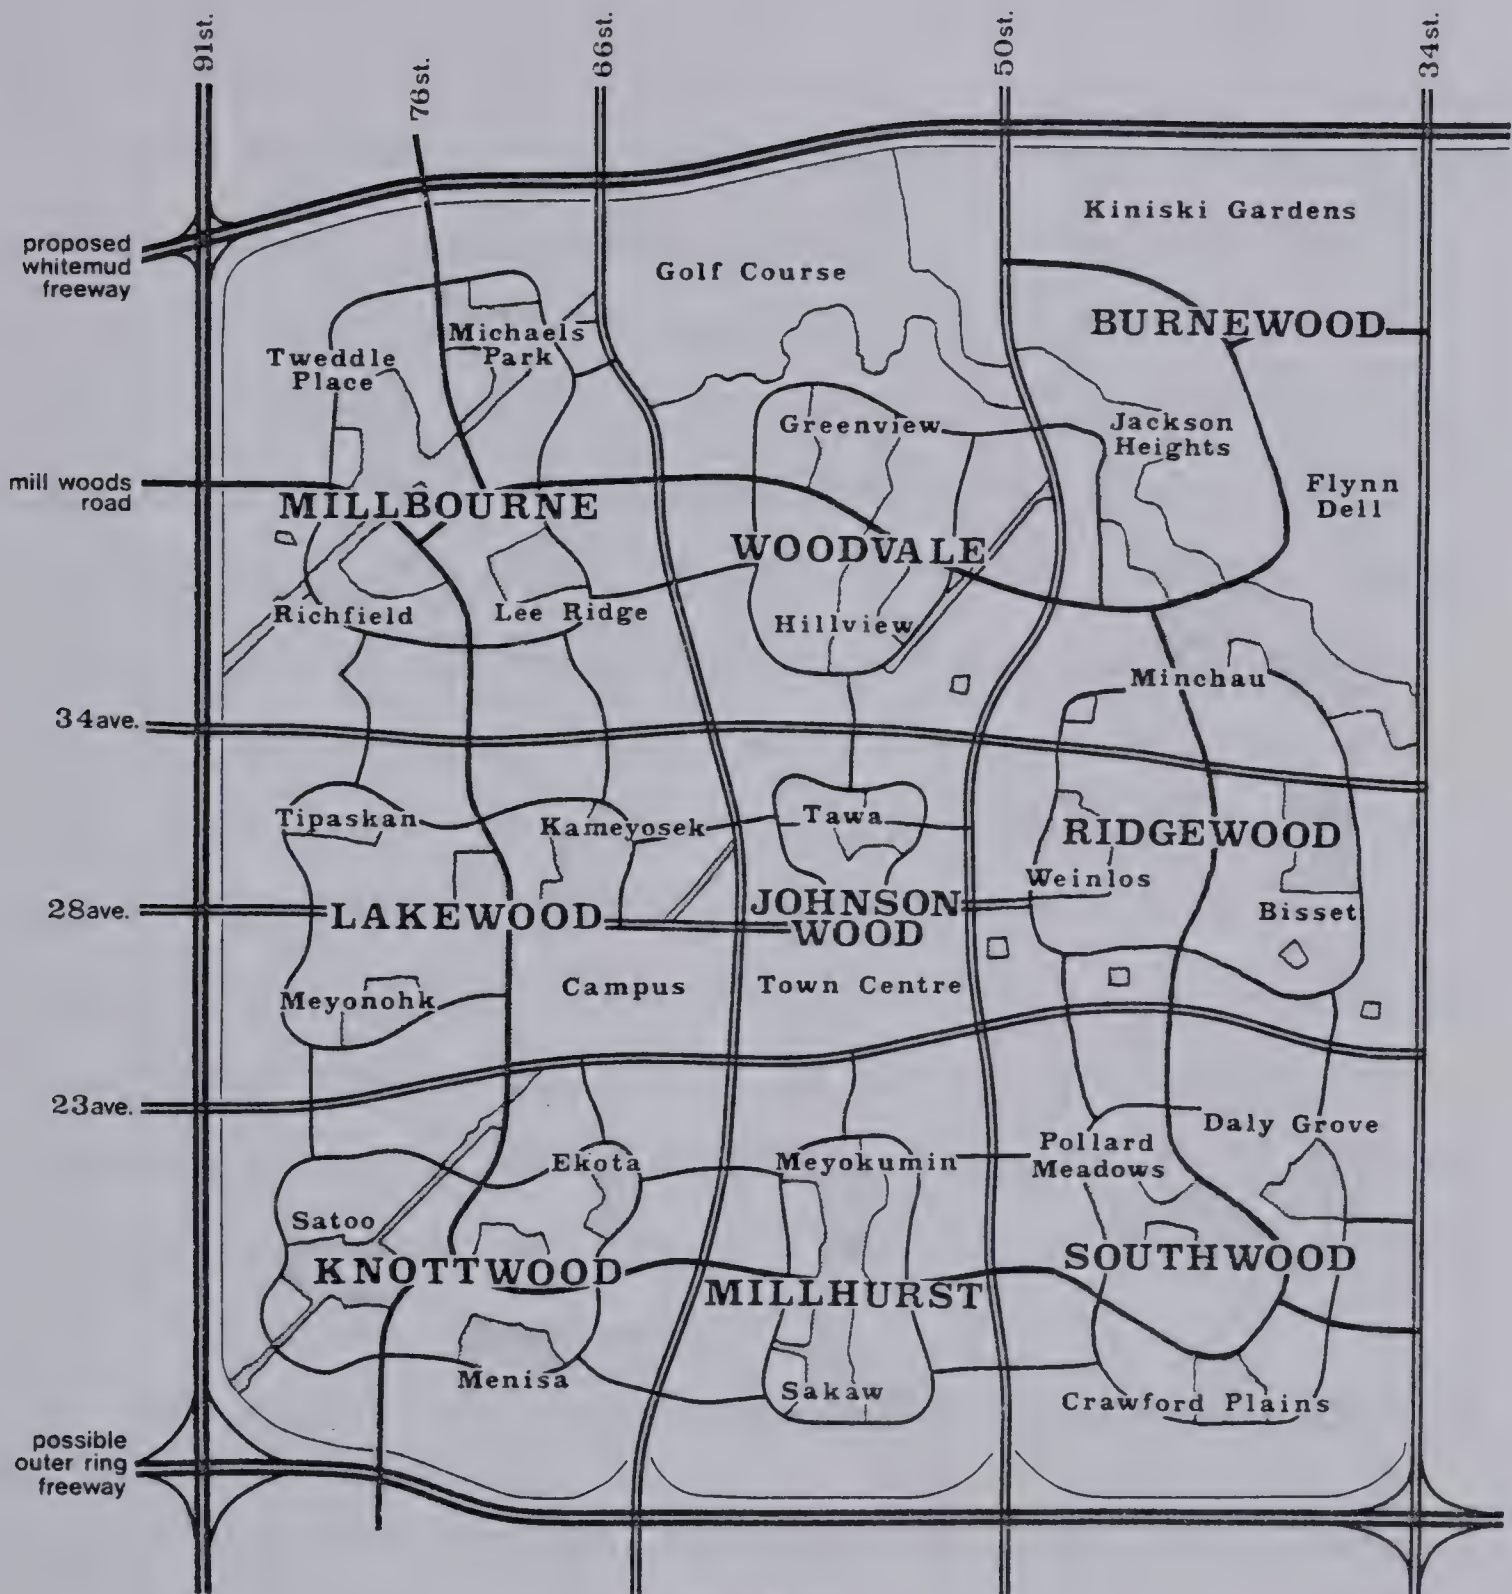 91st.
76st.
66st.
50st.
34st.
proposed
whitemud
freeway
Kiniski Gardens
Golf Course
BURNEWOOD
Michaels
Park
Tweddle
Place
Greenview
Jackson
Heights
mill woods
road
MILLBOURNE
Flynn
Dell
WOODVALE
Richfield
Lee Ridge
Hillview
Minchau
34ave.
Tipaskan
Kameyosek
Tawa
RIDGEWOOD
Weinlos
28ave.
LAKEWOOD
JOHNSON
WOOD
Bisset
Meyonohk
Campus
Town Centre
23ave.
Daly Grove
Pollard
Meadows
Ekota
Meyokumin
Satoo
KNOTTWOOD
MILLHURST
SOUTHWOOD
Menisa
Sakaw
Crawford Plains
possible
outer ring
freeway